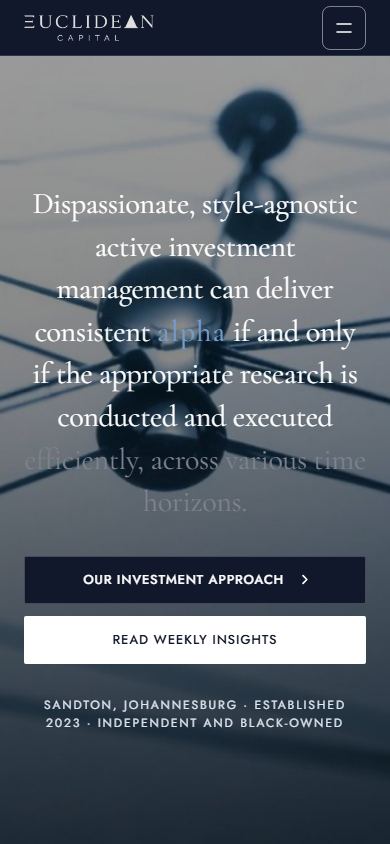 EUCLIDEAN
CAPITAL
Dispassionate, style-agnostic
active investment
management can deliver
consistent alpha if and only
if the appropriate research is
conducted and executed
efficiently, across various time
horizons.
OUR INVESTMENT APPROACH
READ WEEKLY INSIGHTS
SANDTON, JOHANNESBURG · ESTABLISHED
2023 · INDEPENDENT AND BLACK-OWNED